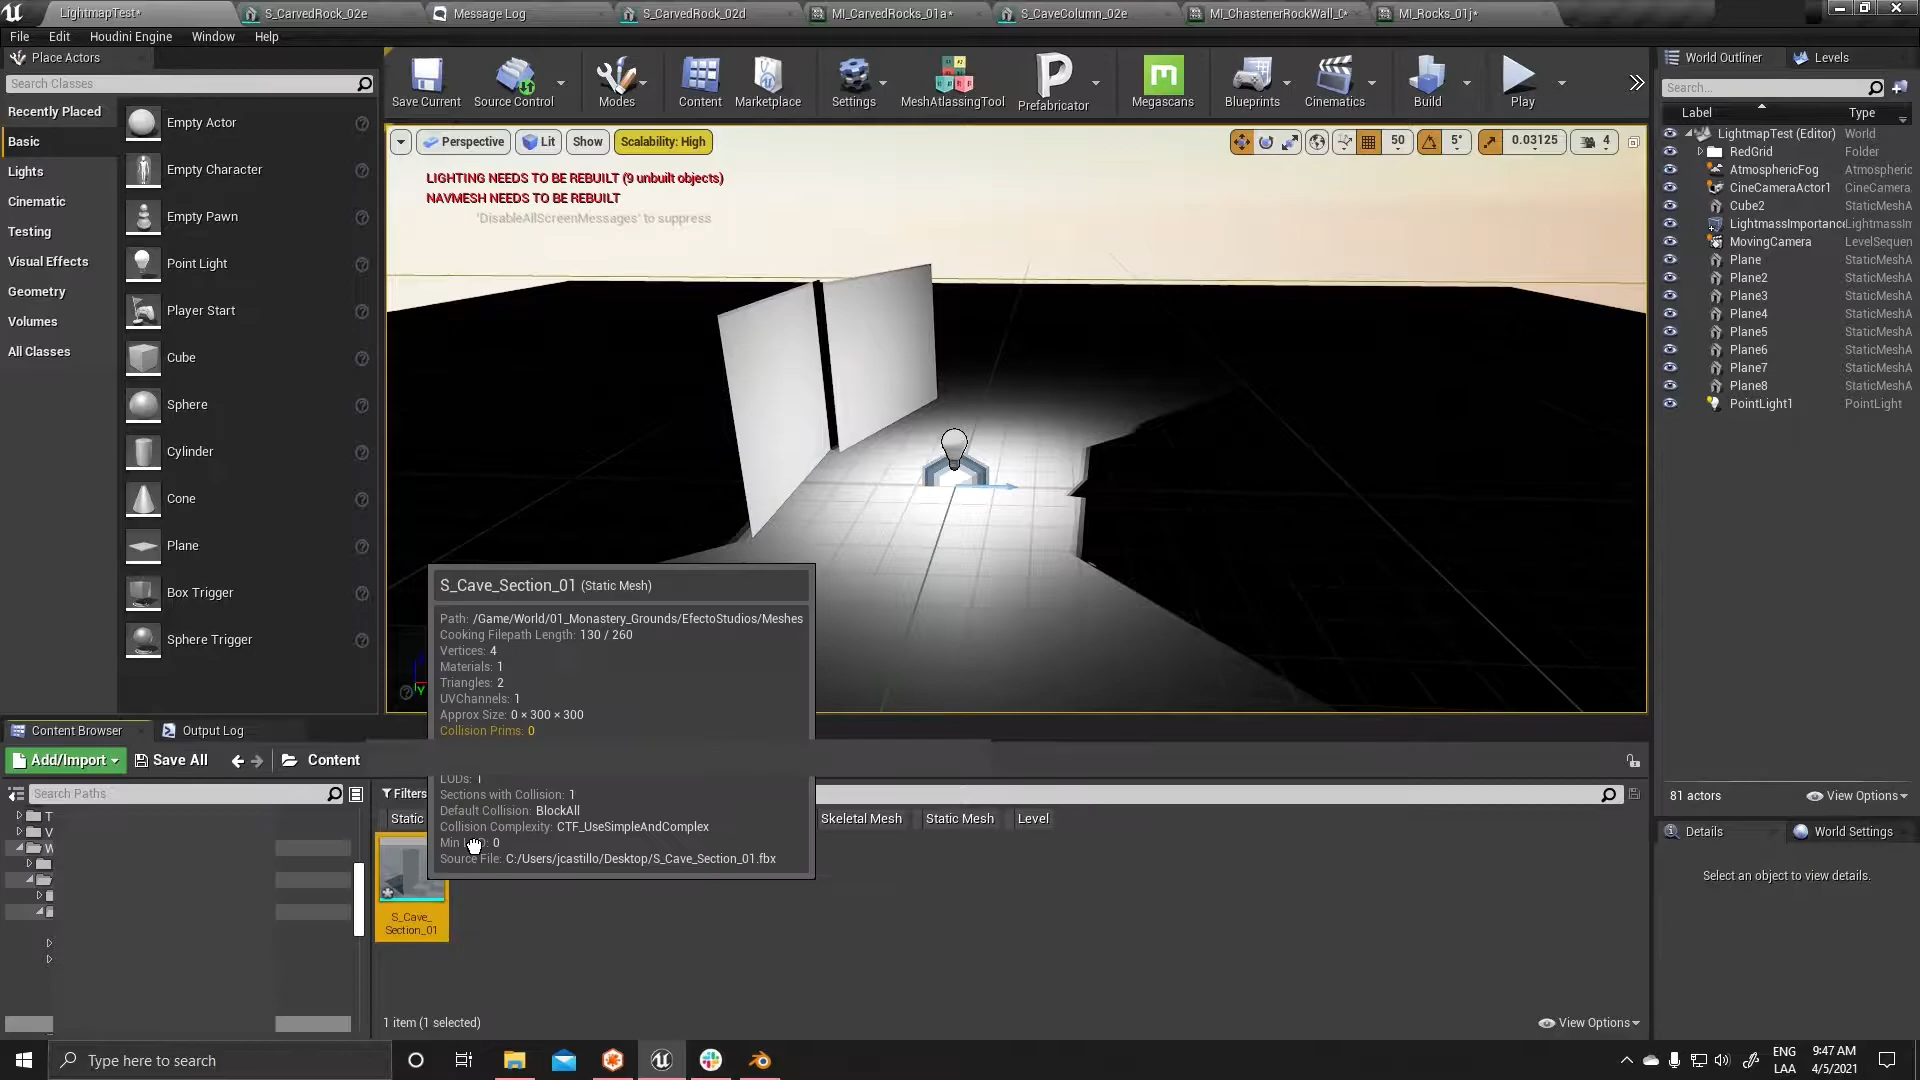 LightmapTest*
S_CarvedRock_02e
Message Log
S_CarvedRock_02d
MI_CarvedRocks_01a*
S_CaveColumn_02e
MI_ChastenerRockWall_0*
MI_Rocks_01j*
File
Edit
Houdini Engine
Window
Help
Place Actors
Search Classes
Recently Placed
Basic
Lights
Cinematic
Testing
Visual Effects
Geometry
Volumes
All Classes
Empty Actor
Empty Character
Empty Pawn
Point Light
Player Start
Cube
Sphere
Cylinder
Cone
Plane
Box Trigger
Sphere Trigger
Save Current
Source Control
Modes
Content
Marketplace
Settings
MeshAtlassingTool
Prefabricator
Megascans
Blueprints
Cinematics
Build
Play
Perspective
Lit
Show
Scalability: High
50
5°
0.03125
4
LIGHTING NEEDS TO BE REBUILT (9 unbuilt objects)
NAVMESH NEEDS TO BE REBUILT
'DisableAllScreenMessages' to suppress
S_Cave_Section_01 (Static Mesh)
Path: /Game/World/01_Monastery_Grounds/EfectoStudios/Meshes
Cooking Filepath Length: 130 / 260
Vertices: 4
Materials: 1
Triangles: 2
UVChannels: 1
Approx Size: 0 × 300 × 300
Collision Prims: 0
LODs: 1
Sections with Collision: 1
Default Collision: BlockAll
Collision Complexity: CTF_UseSimpleAndComplex
Min LOD: 0
Source File: C:/Users/jcastillo/Desktop/S_Cave_Section_01.fbx
World Outliner
Levels
Search...
Label
Type
LightmapTest (Editor) World
RedGrid Folder
AtmosphericFog Atmospheric
CineCameraActor1 CineCamera
Cube2 StaticMeshA
LightmassImportance LightmassIm
MovingCamera LevelSequen
Plane StaticMeshA
Plane2 StaticMeshA
Plane3 StaticMeshA
Plane4 StaticMeshA
Plane5 StaticMeshA
Plane6 StaticMeshA
Plane7 StaticMeshA
Plane8 StaticMeshA
PointLight1 PointLight
81 actors
View Options
Details
World Settings
Select an object to view details.
Content Browser
Output Log
Add/Import
Save All
Content
Search Paths
T
V
W
Filters
Static
Skeletal Mesh
Static Mesh
Level
S_Cave_
Section_01
1 item (1 selected)
View Options
Type here to search
ENG
LAA
9:47 AM
4/5/2021